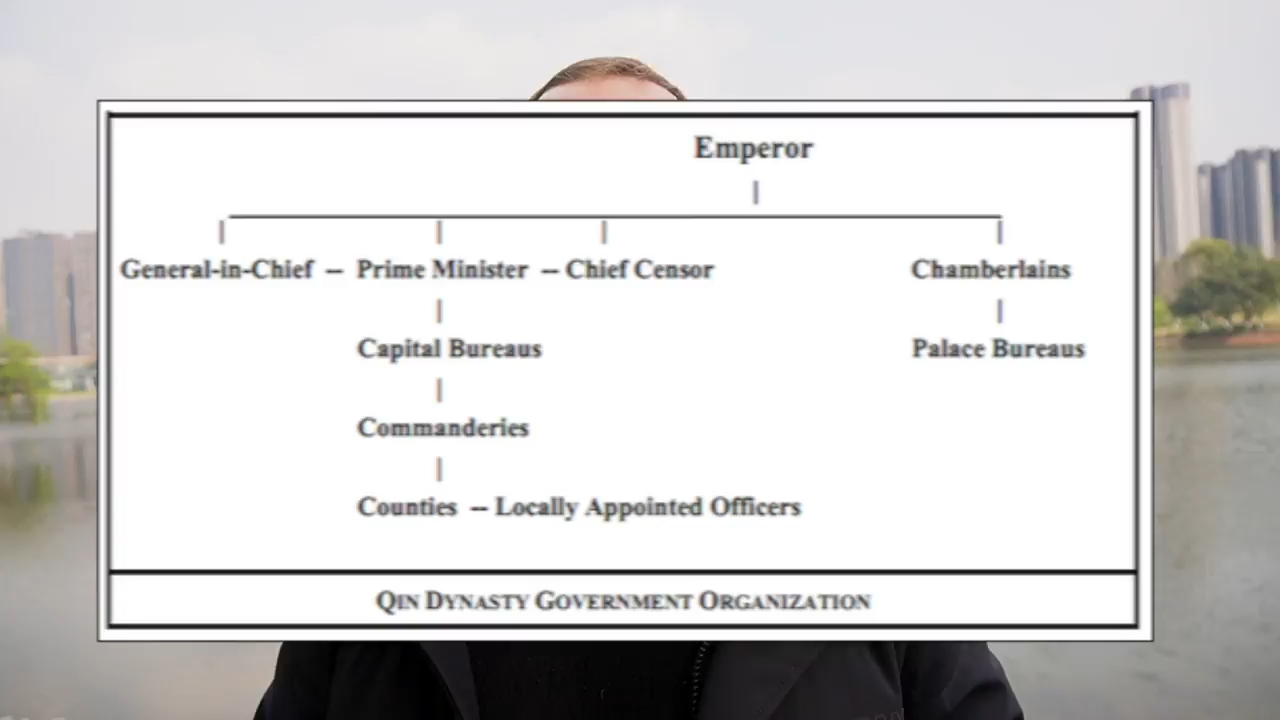 Emperor
General-in-Chief -- Prime Minister -- Chief Censor Chamberlains
Capital Bureaus Palace Bureaus
Commanderies
Counties -- Locally Appointed Officers
QIN DYNASTY GOVERNMENT ORGANIZATION